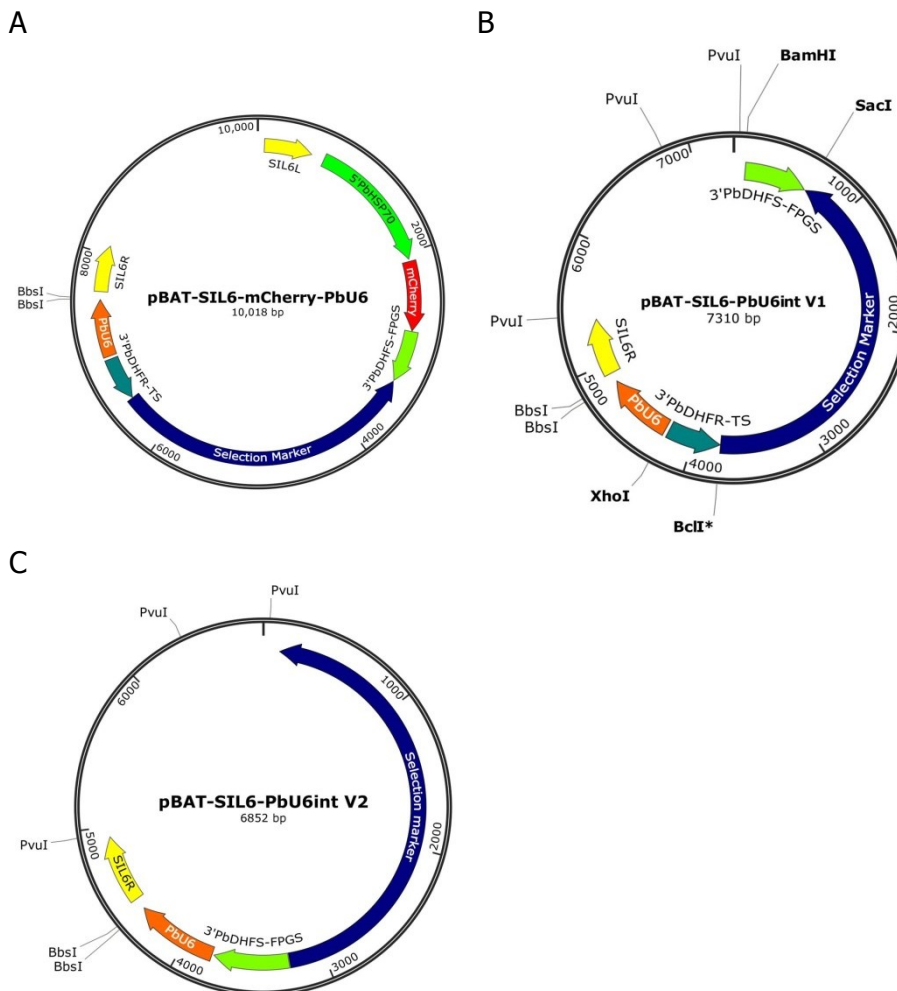 A
10,000
SIL6L
5'PbHSP70
2000
mCherry
3'PbDHFS-FPGS
4000
Selection Marker
6000
3'PbDHFR-TS
PbU6
BbsI
BbsI
SIL6R
8000
pBAT-SIL6-mCherry-PbU6
10,018 bp
B
PvuI
BamHI
PvuI
SacI
7000
3'PbDHFS-FPGS
1000
6000
2000
pBAT-SIL6-PbU6int V1
7310 bp
Selection Marker
PvuI
SIL6R
5000
BbsI
BbsI
PbU6
3'PbDHFR-TS
3000
4000
XhoI
BclI*
C
PvuI
PvuI
6000
1000
Selection marker
pBAT-SIL6-PbU6int V2
6852 bp
2000
PvuI
5000
SIL6R
PbU6
3'PbDHFS-FPGS
BbsI
BbsI
4000
3000